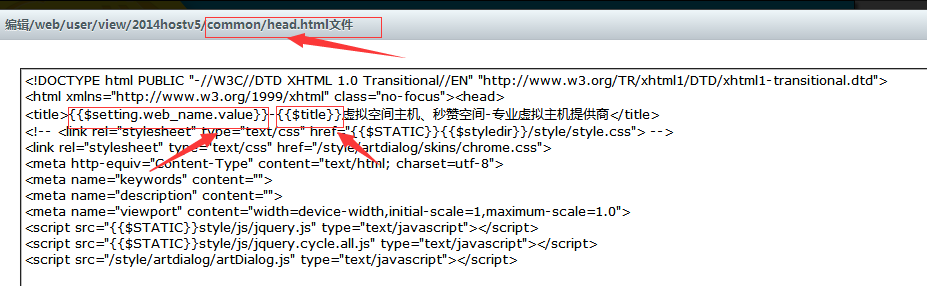 编辑/web/user/view/2014hostv5/common/head.html文件
<!DOCTYPE html PUBLIC "-//W3C//DTD XHTML 1.0 Transitional//EN" "http://www.w3.org/TR/xhtml1/DTD/xhtml1-transitional.dtd">
<html xmlns="http://www.w3.org/1999/xhtml" class="no-focus"><head>
<title>{{$setting.web_name.value}}-{{$title}}虚拟空间主机、秒赞空间-专业虚拟主机提供商</title>
<!-- <link rel="stylesheet" type="text/css" href="{{$STATIC}}{{$styledir}}/style/style.css"> -->
<link rel="stylesheet" type="text/css" href="/style/artdialog/skins/chrome.css">
<meta http-equiv="Content-Type" content="text/html; charset=utf-8">
<meta name="keywords" content="">
<meta name="description" content="">
<meta name="viewport" content="width=device-width,initial-scale=1,maximum-scale=1.0">
<script src="{{$STATIC}}style/js/jquery.js" type="text/javascript"></script>
<script src="{{$STATIC}}style/js/jquery.cycle.all.js" type="text/javascript"></script>
<script src="/style/artdialog/artDialog.js" type="text/javascript"></script>